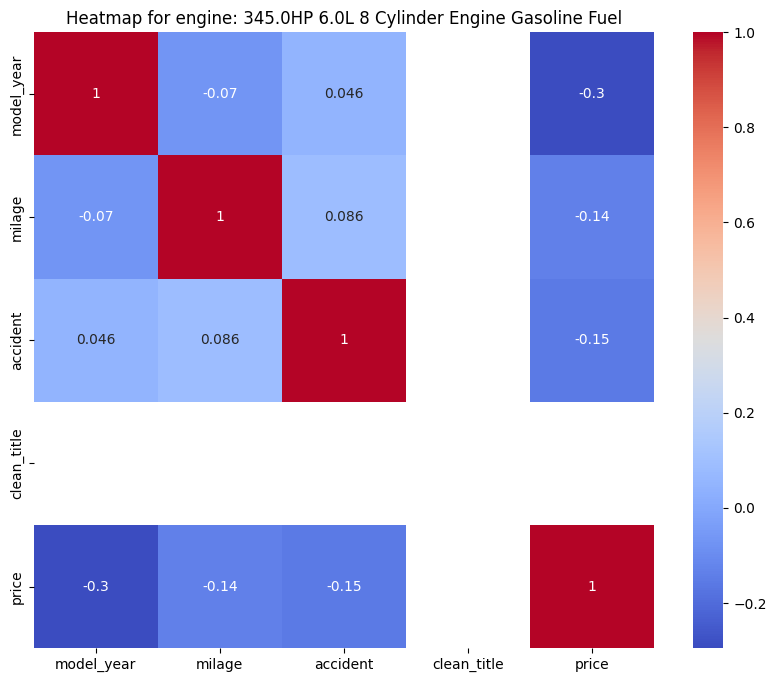 Heatmap for engine: 345.0HP 6.0L 8 Cylinder Engine Gasoline Fuel
model_year 1 -0.07 0.046 -0.3
milage -0.07 1 0.086 -0.14
accident 0.046 0.086 1 -0.15
clean_title
price -0.3 -0.14 -0.15 1
model_year milage accident clean_title price
1.0
0.8
0.6
0.4
0.2
0.0
−0.2